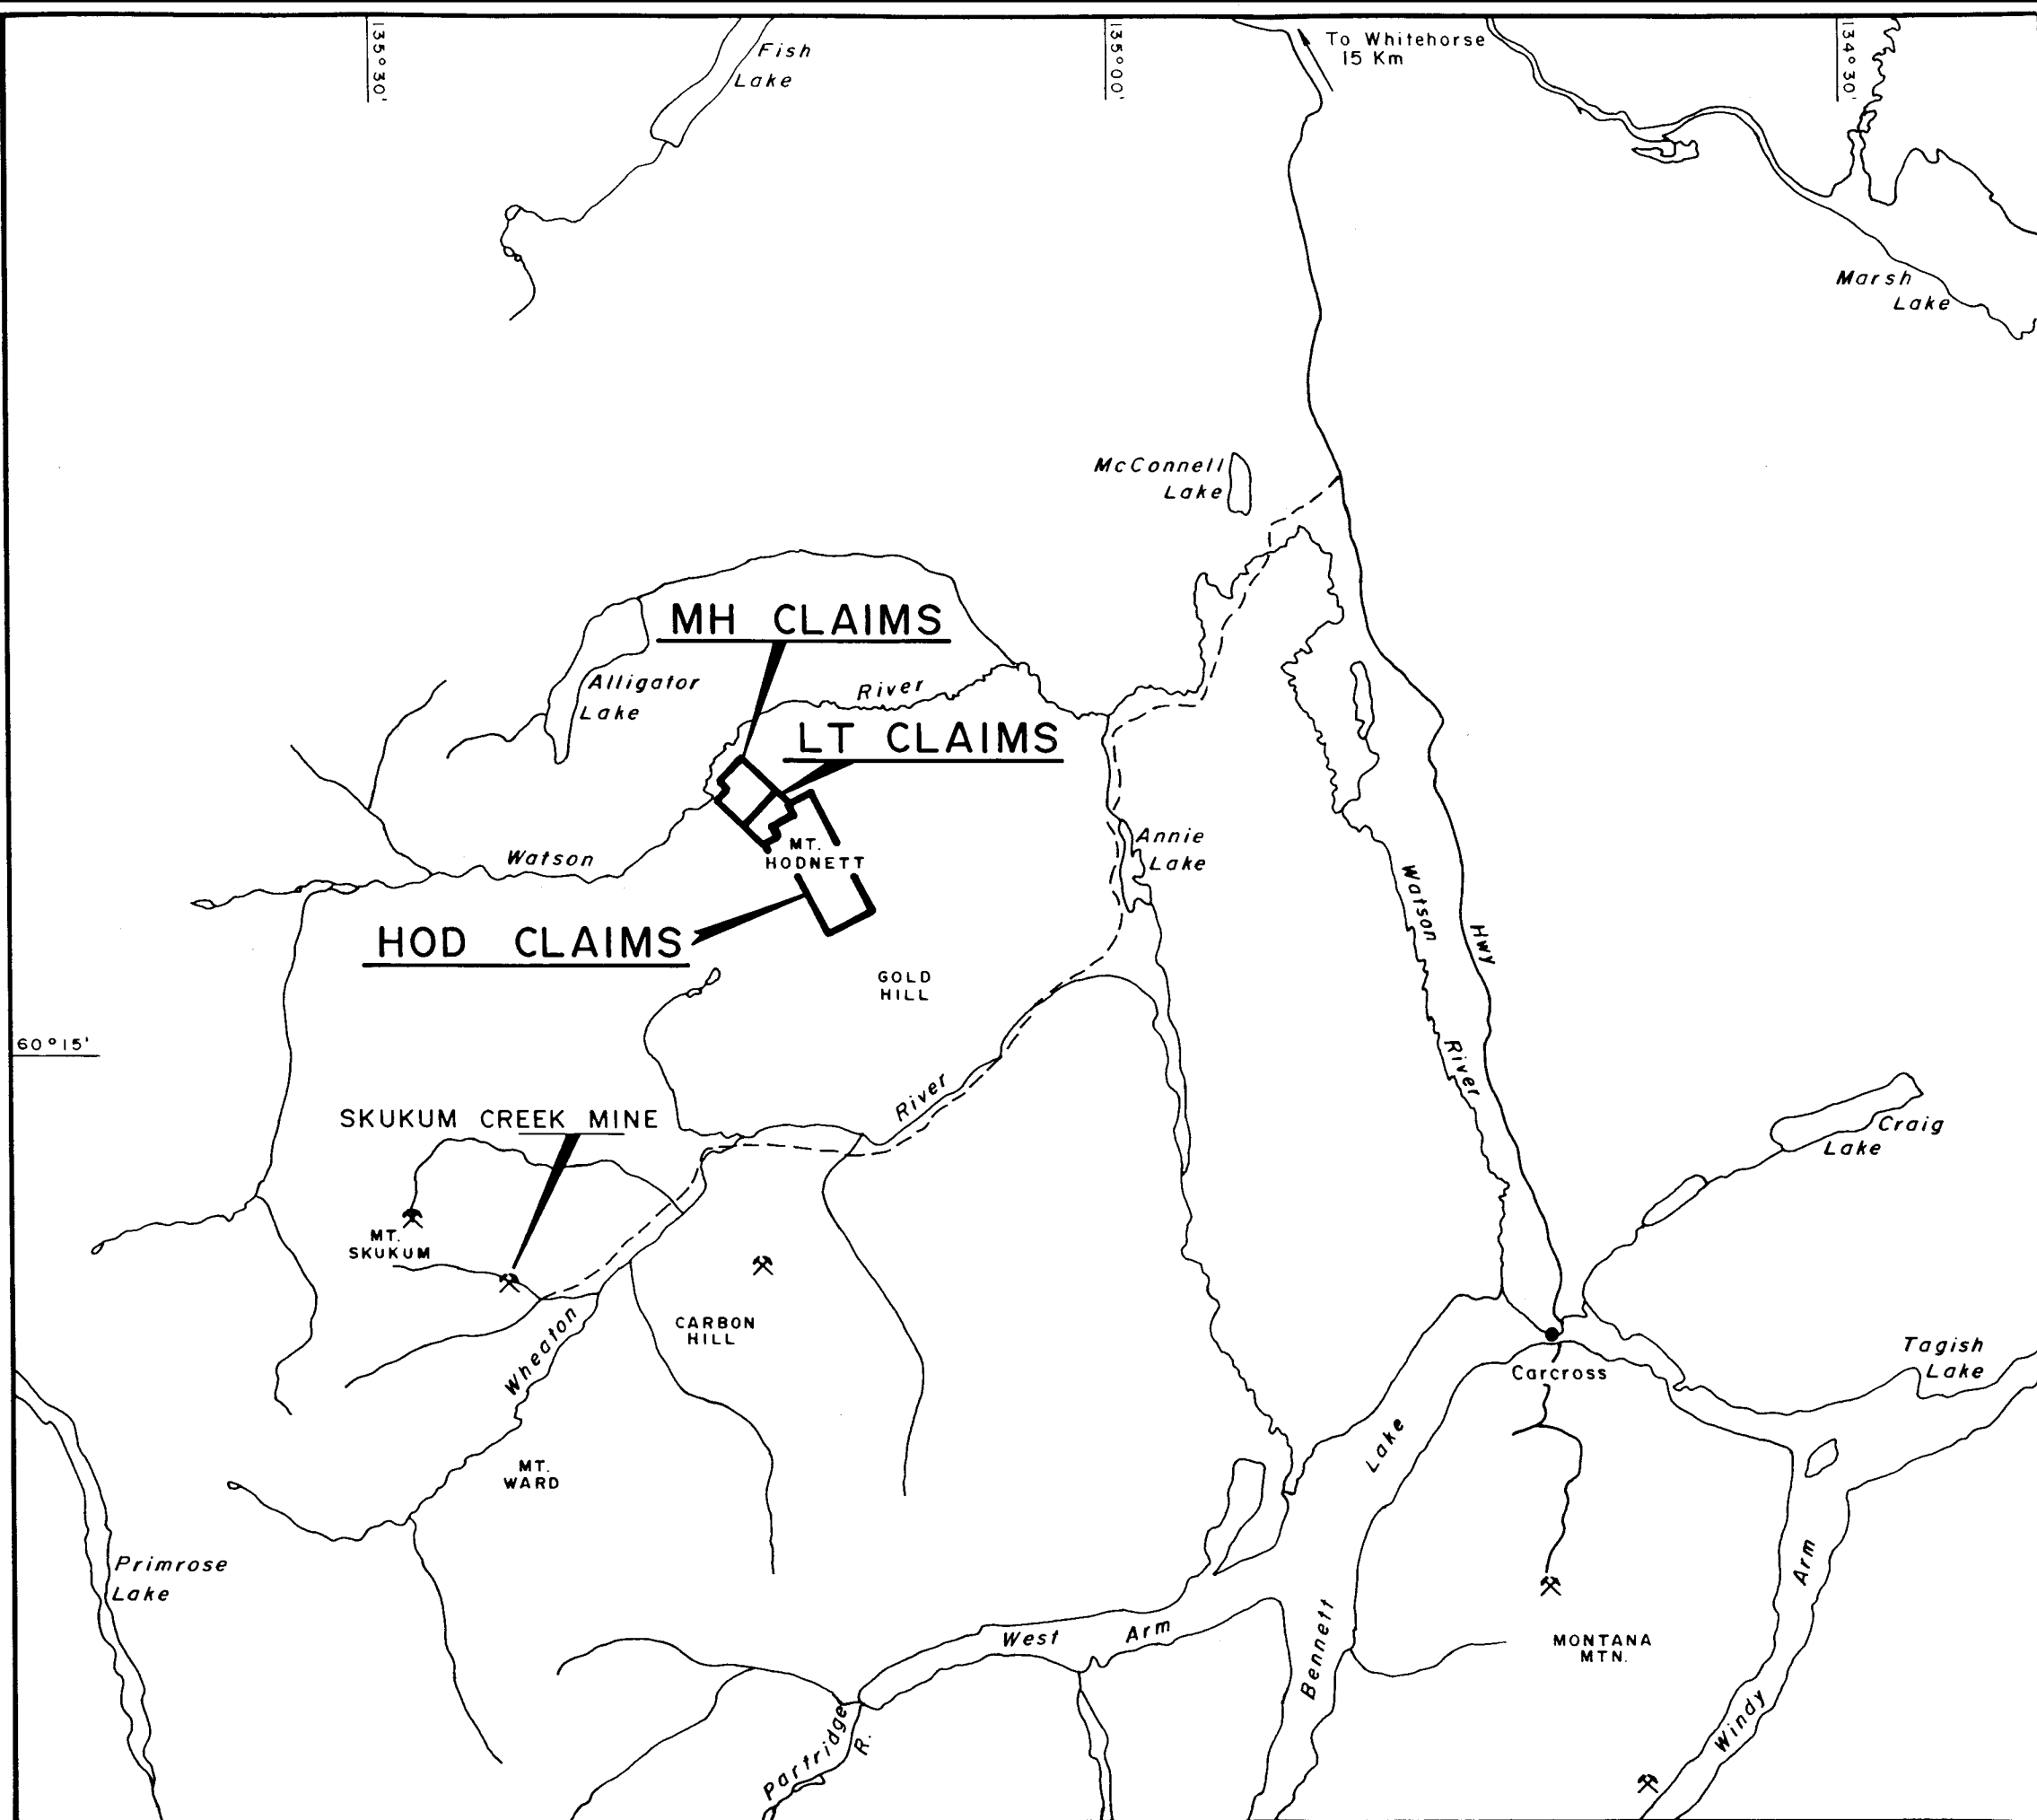 135°30'
Fish
Lake
135°00'
To Whitehorse
15 Km
134°30'
Marsh
Lake
McConnell
Lake
MH CLAIMS
Alligator
Lake
River
LT CLAIMS
Annie
Lake
MT.
HODNETT
Watson
HOD CLAIMS
Watson
Hwy
GOLD
HILL
60°15'
River
River
SKUKUM CREEK MINE
Craig
Lake
MT.
SKUKUM
CARBON
HILL
Wheaton
Tagish
Lake
Carcross
Lake
MT.
WARD
Primrose
Lake
Arm
West Arm
Bennett
MONTANA
MTN.
Partridge
R.
Windy